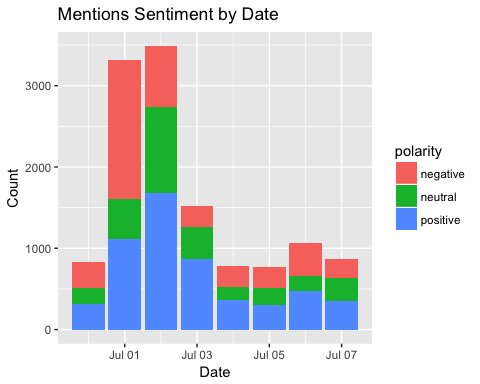 Mentions Sentiment by Date
3000
2000
1000
0
Count
Jul 01
Jul 03
Jul 05
Jul 07
Date
polarity
negative
neutral
positive